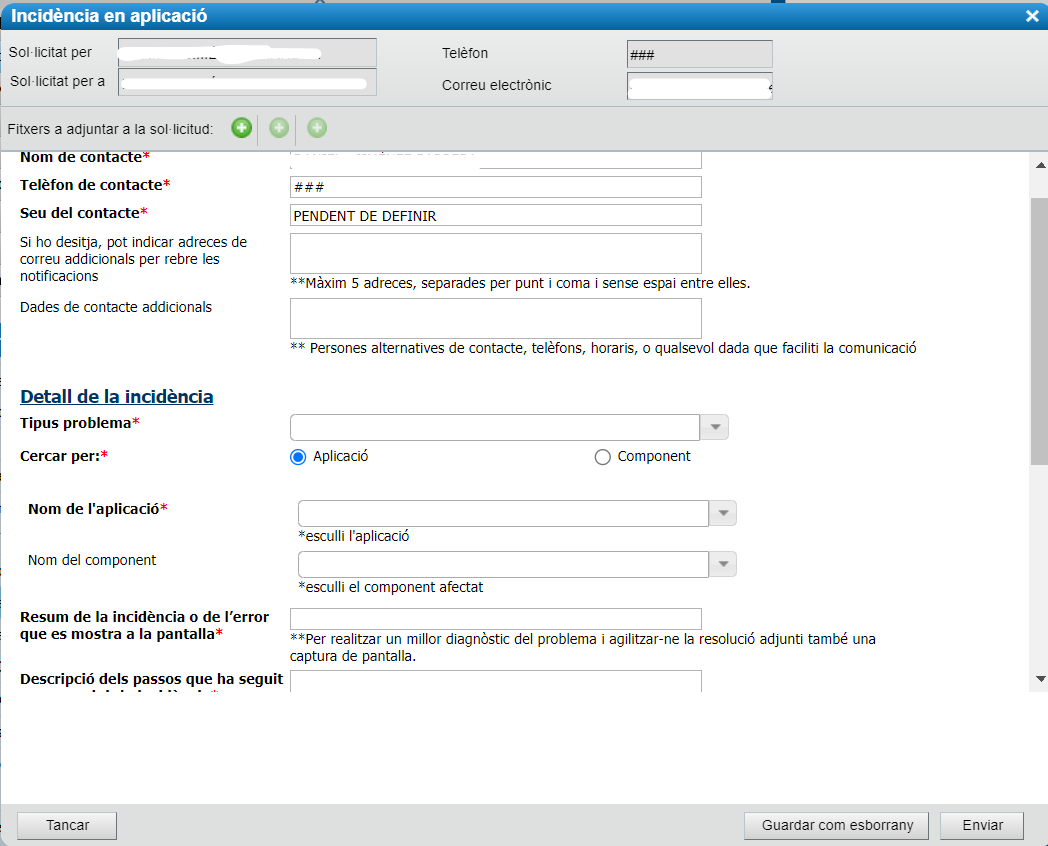 Incidència en aplicació
Sol·licitat per
Telèfon
###
Sol·licitat per a
Correu electrònic
Fitxers a adjuntar a la sol·licitud:
Nom de contacte*
Telèfon de contacte*
###
Seu del contacte*
PENDENT DE DEFINIR
Si ho desitja, pot indicar adreces de
correu addicionals per rebre les
notificacions
**Màxim 5 adreces, separades per punt i coma i sense espai entre elles.
Dades de contacte addicionals
** Persones alternatives de contacte, telèfons, horaris, o qualsevol dada que faciliti la comunicació
Detall de la incidència
Tipus problema*
Cercar per:*
Aplicació
Component
Nom de l'aplicació*
*esculli l'aplicació
Nom del component
*esculli el component afectat
Resum de la incidència o de l’error
que es mostra a la pantalla*
**Per realitzar un millor diagnòstic del problema i agilitzar-ne la resolució adjunti també una
captura de pantalla.
Descripció dels passos que ha seguit
Tancar
Guardar com esborrany
Enviar